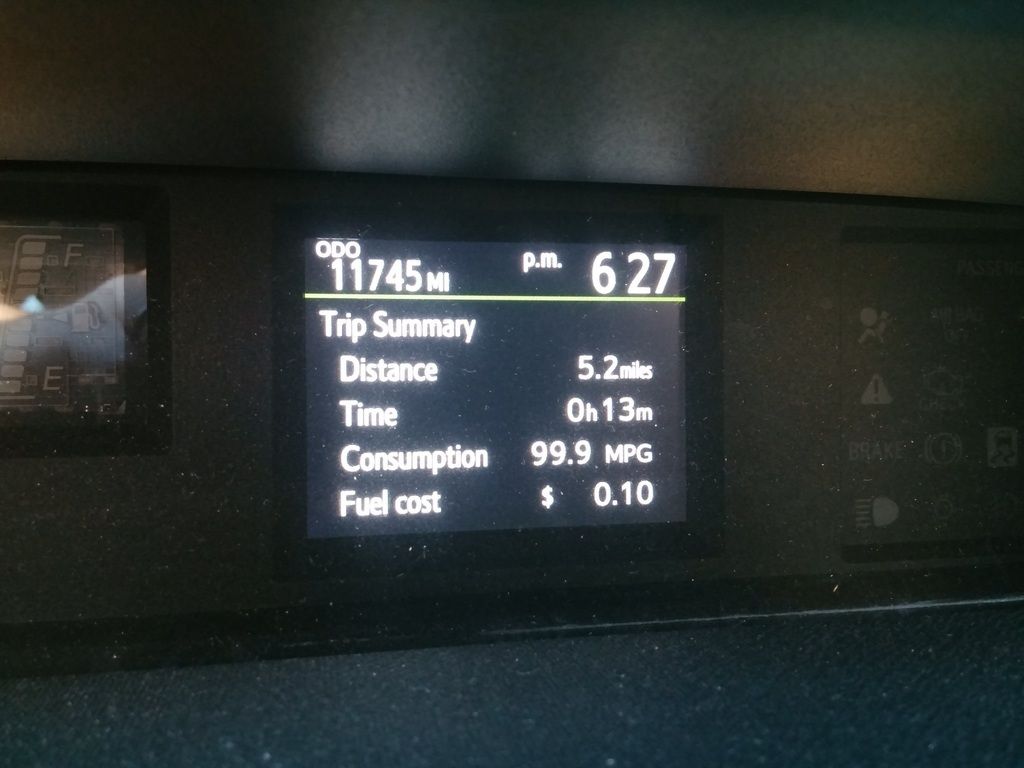 ODO
11745 MI p.m. 6 27
Trip Summary
Distance 5.2 miles
Time 0h 13m
Consumption 99.9 MPG
Fuel cost $ 0.10
F
E
BRAKE